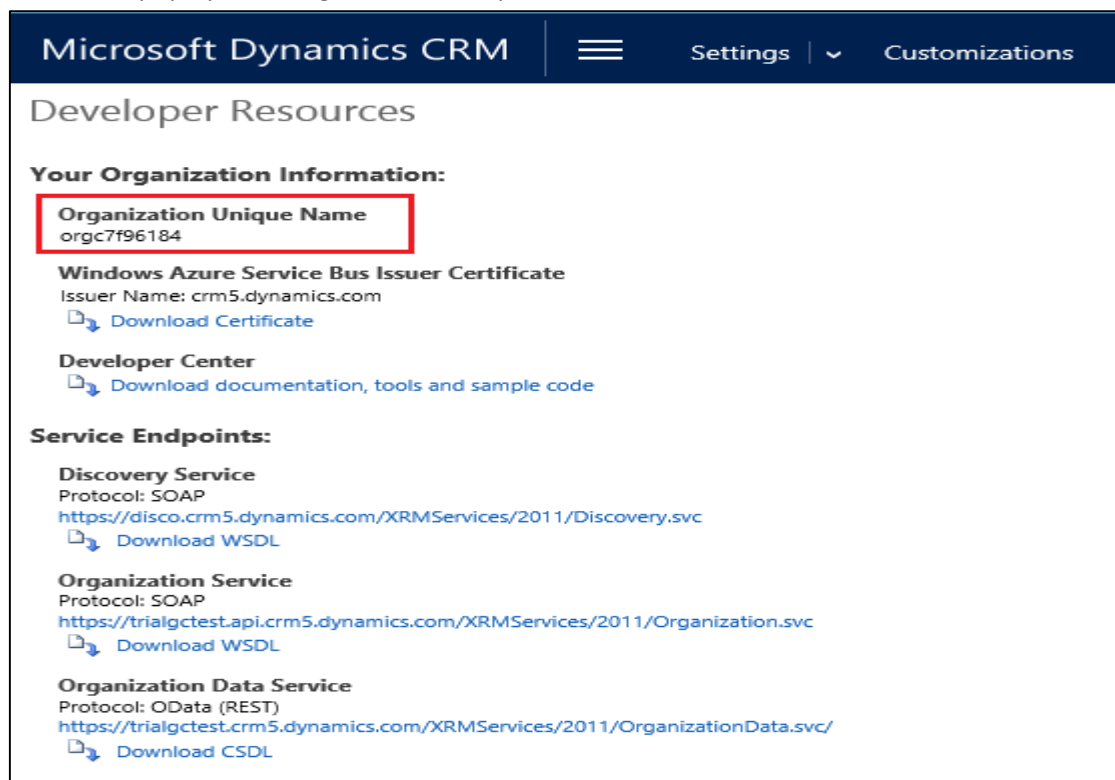 Microsoft Dynamics CRM Settings Customizations
Developer Resources
Your Organization Information:
Organization Unique Name
orgc7f96184
Windows Azure Service Bus Issuer Certificate
Issuer Name: crm5.dynamics.com
Download Certificate
Developer Center
Download documentation, tools and sample code
Service Endpoints:
Discovery Service
Protocol: SOAP
https://disco.crm5.dynamics.com/XRMServices/2011/Discovery.svc
Download WSDL
Organization Service
Protocol: SOAP
https://trialgctest.api.crm5.dynamics.com/XRMServices/2011/Organization.svc
Download WSDL
Organization Data Service
Protocol: OData (REST)
https://trialgctest.crm5.dynamics.com/XRMServices/2011/OrganizationData.svc/
Download CSDL